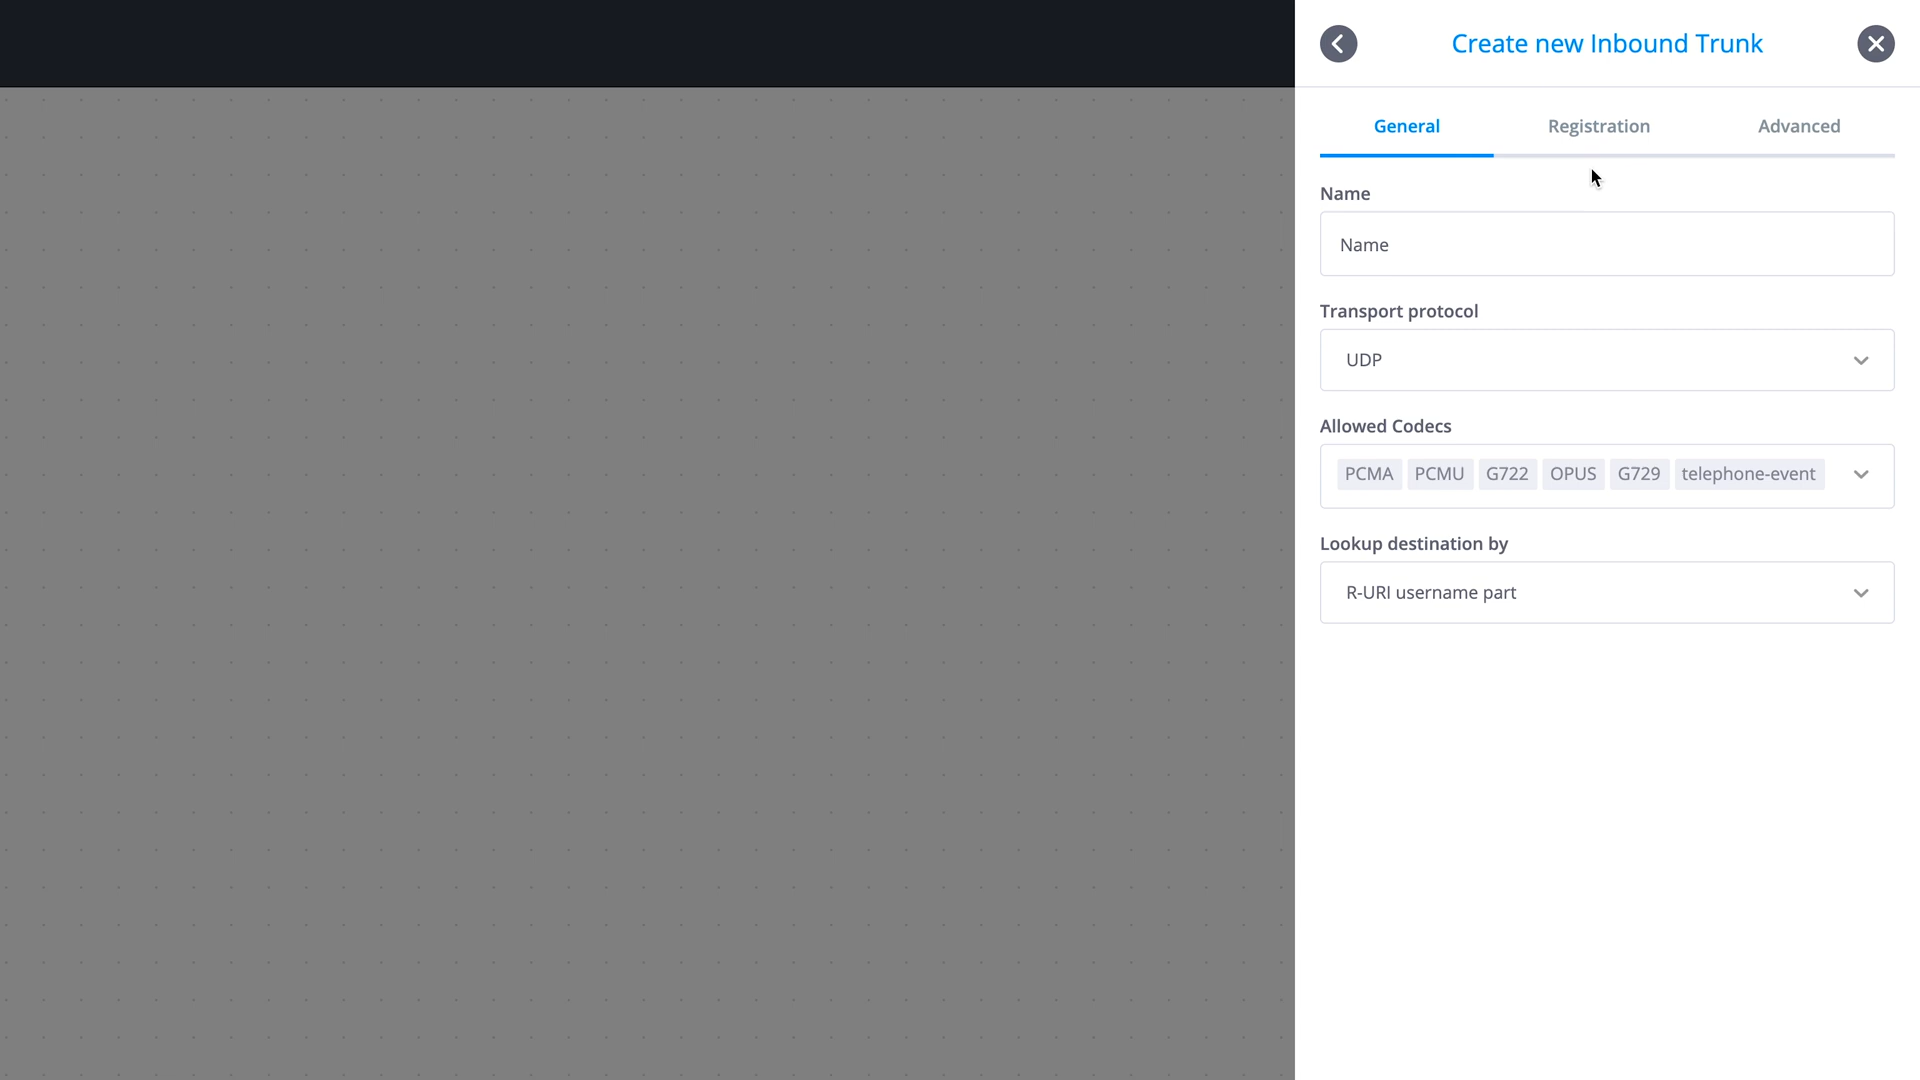 Create new Inbound Trunk
General Registration Advanced
Name
Name
Transport protocol
UDP
Allowed Codecs
PCMA PCMU G722 OPUS G729 telephone-event
Lookup destination by
R-URI username part